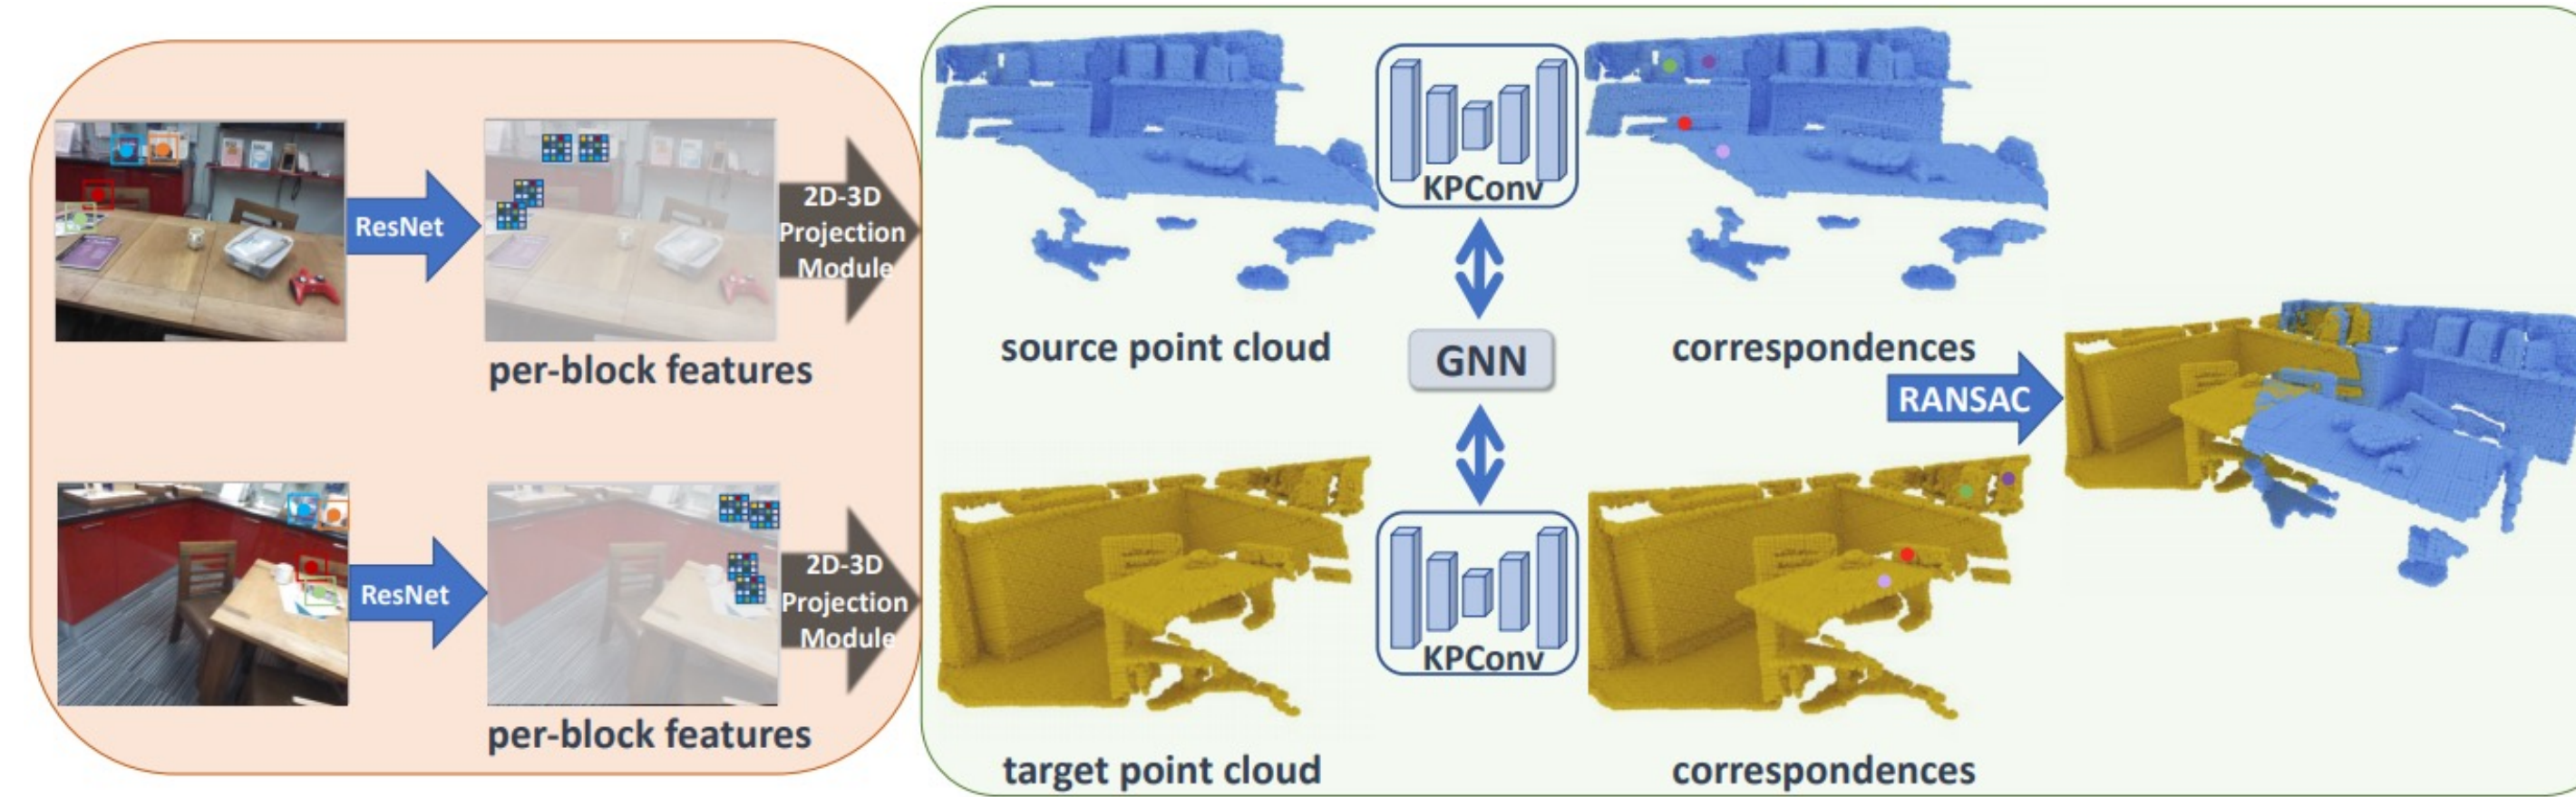 ResNet
per-block features
2D-3D
Projection
Module
source point cloud
KPConv
GNN
correspondences
RANSAC
ResNet
per-block features
2D-3D
Projection
Module
target point cloud
KPConv
correspondences